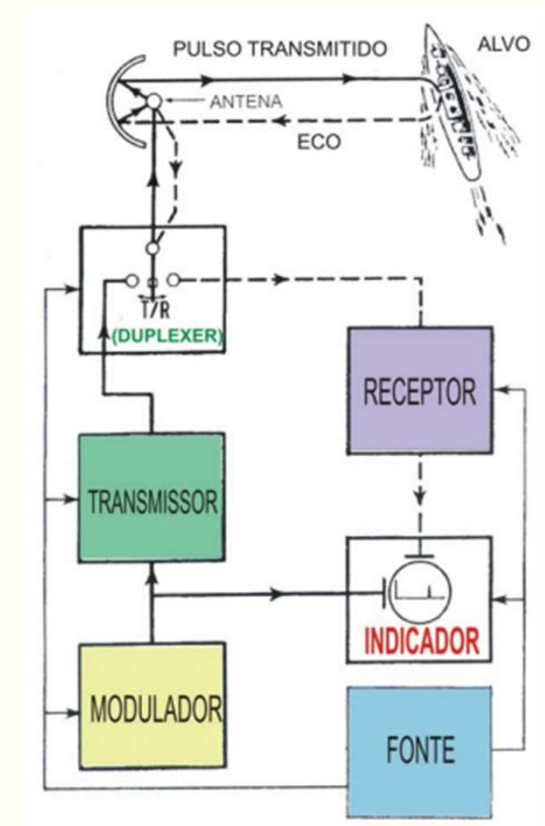 PULSO TRANSMITIDO
ALVO
ANTENA
ECO
T/R
(DUPLEXER)
RECEPTOR
TRANSMISSOR
INDICADOR
MODULADOR
FONTE